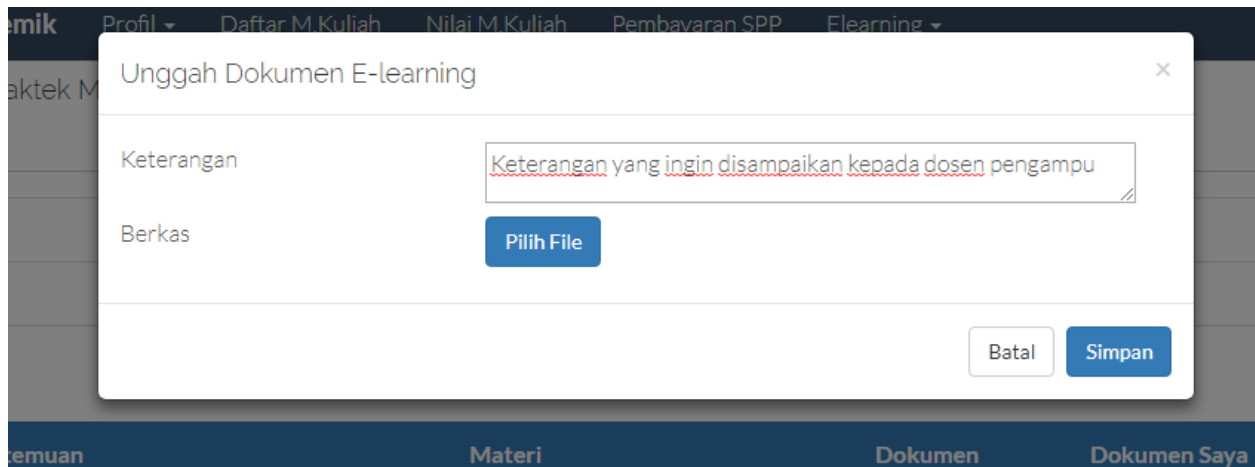 emik Profil Daftar M.Kuliah Nilai M.Kuliah Pembayaran SPP Elearning
Unggah Dokumen E-learning ×
aktek M
Keterangan Keterangan yang ingin disampaikan kepada dosen pengampu
Berkas Pilih File
Batal Simpan
temuan Materi Dokumen Dokumen Saya